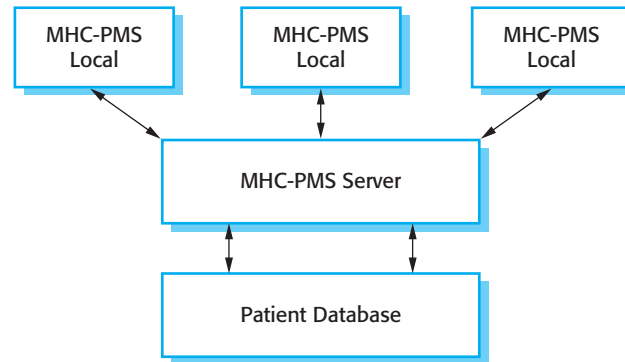 MHC-PMS
Local
MHC-PMS
Local
MHC-PMS
Local
MHC-PMS Server
Patient Database